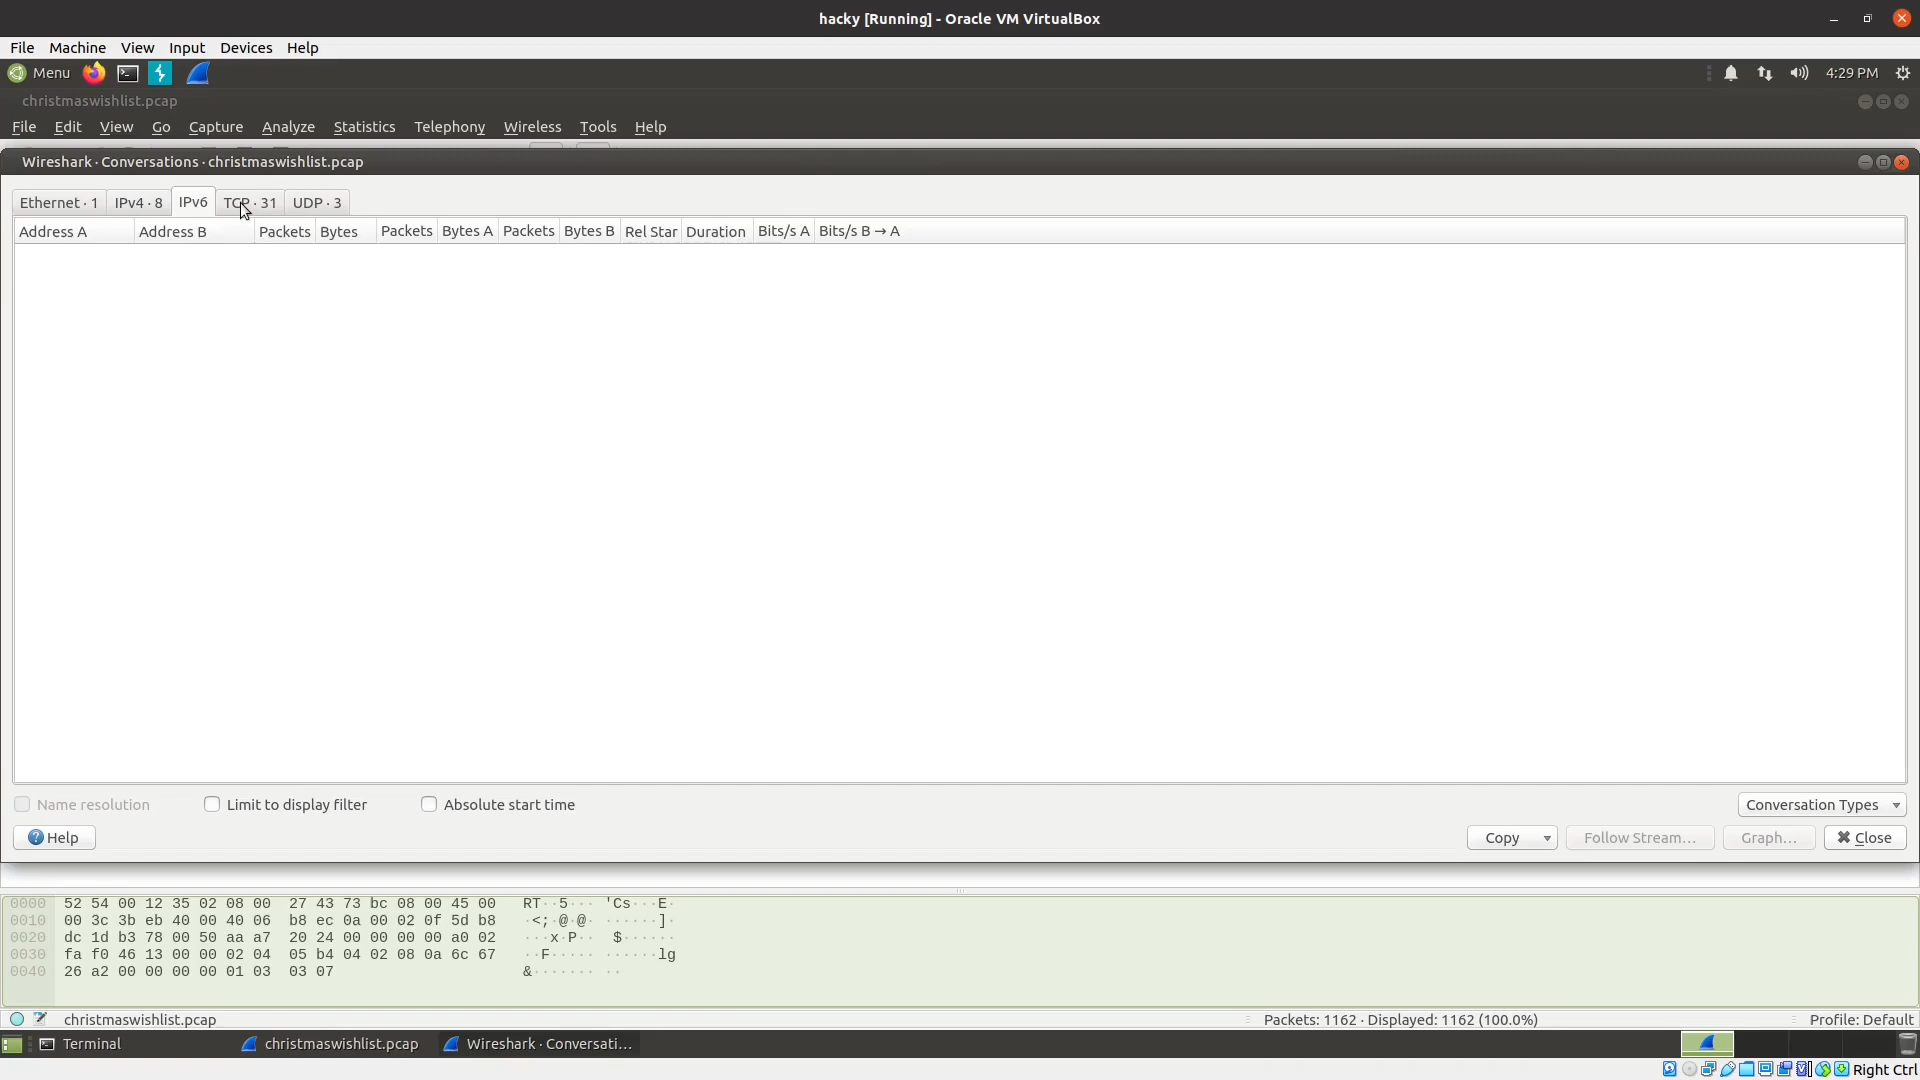 hacky [Running] - Oracle VM VirtualBox
File Machine View Input Devices Help
Menu 4:29 PM
christmaswishlist.pcap
File Edit View Go Capture Analyze Statistics Telephony Wireless Tools Help
Wireshark · Conversations · christmaswishlist.pcap
Ethernet · 1 IPv4 · 8 IPv6 TCP · 31 UDP · 3
Address A Address B Packets Bytes Packets Bytes A Packets Bytes B Rel Star Duration Bits/s A Bits/s B → A
Name resolution Limit to display filter Absolute start time Conversation Types
Help Copy Follow Stream... Graph... Close
0000 52 54 00 12 35 02 08 00 27 43 73 bc 08 00 45 00 RT··5··· 'Cs···E·
0010 00 3c 3b eb 40 00 40 06 b8 ec 0a 00 02 0f 5d b8 ·<;·@·@· ······]·
0020 dc 1d b3 78 00 50 aa a7 20 24 00 00 00 00 a0 02 ···x·P·· $······
0030 fa f0 46 13 00 00 02 04 05 b4 04 02 08 0a 6c 67 ··F····· ······lg
0040 26 a2 00 00 00 00 01 03 03 07 &······· ··
christmaswishlist.pcap Packets: 1162 · Displayed: 1162 (100.0%) Profile: Default
Terminal christmaswishlist.pcap Wireshark · Conversati...
Right Ctrl